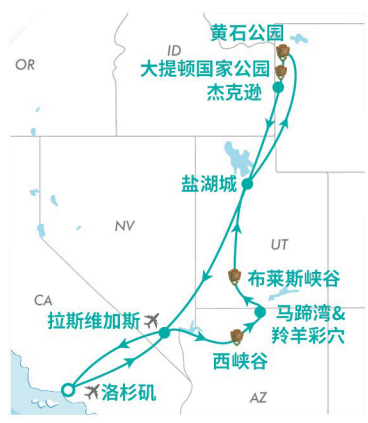 黄石公园
ID
OR
大提顿国家公园
杰克逊
盐湖城
NV
UT
布莱斯峡谷
CA
拉斯维加斯
马蹄湾&
羚羊彩穴
西峡谷
洛杉矶
AZ